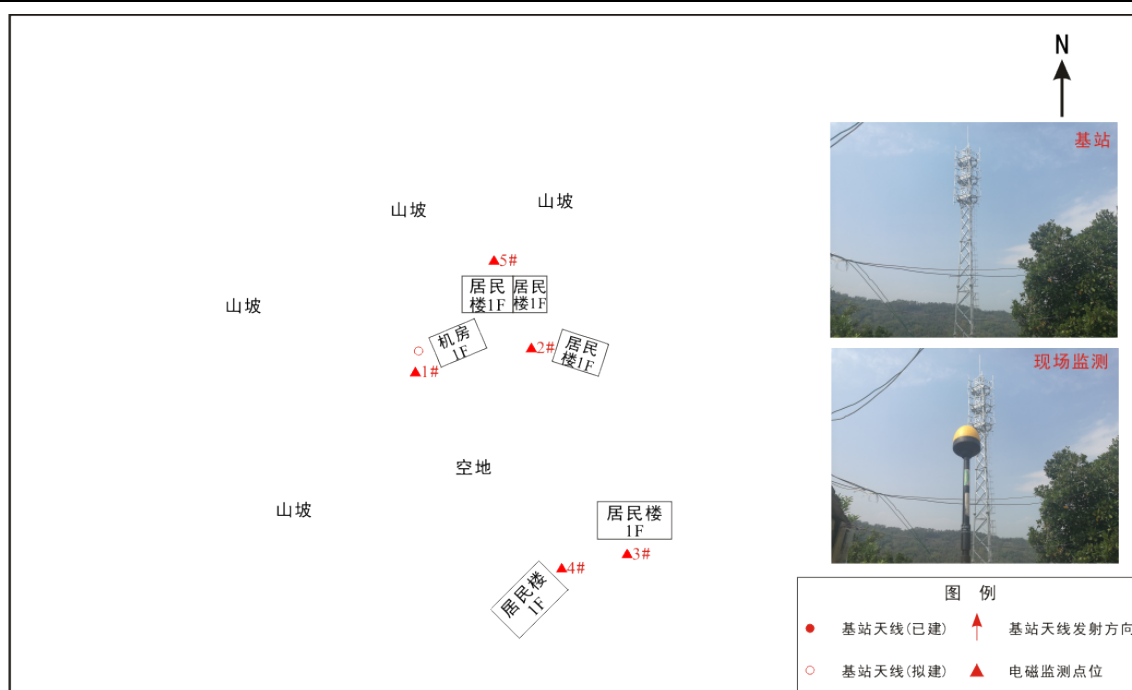 N
基站
山坡
山坡
▲5#
居民
楼1F
居民
楼1F
山坡
机房
1F
▲2#
居民
楼1F
▲1#
现场监测
空地
山坡
居民楼
1F
▲3#
▲4#
居民楼
1F
图 例
基站天线(已建)
基站天线发射方向
基站天线(拟建)
电磁监测点位